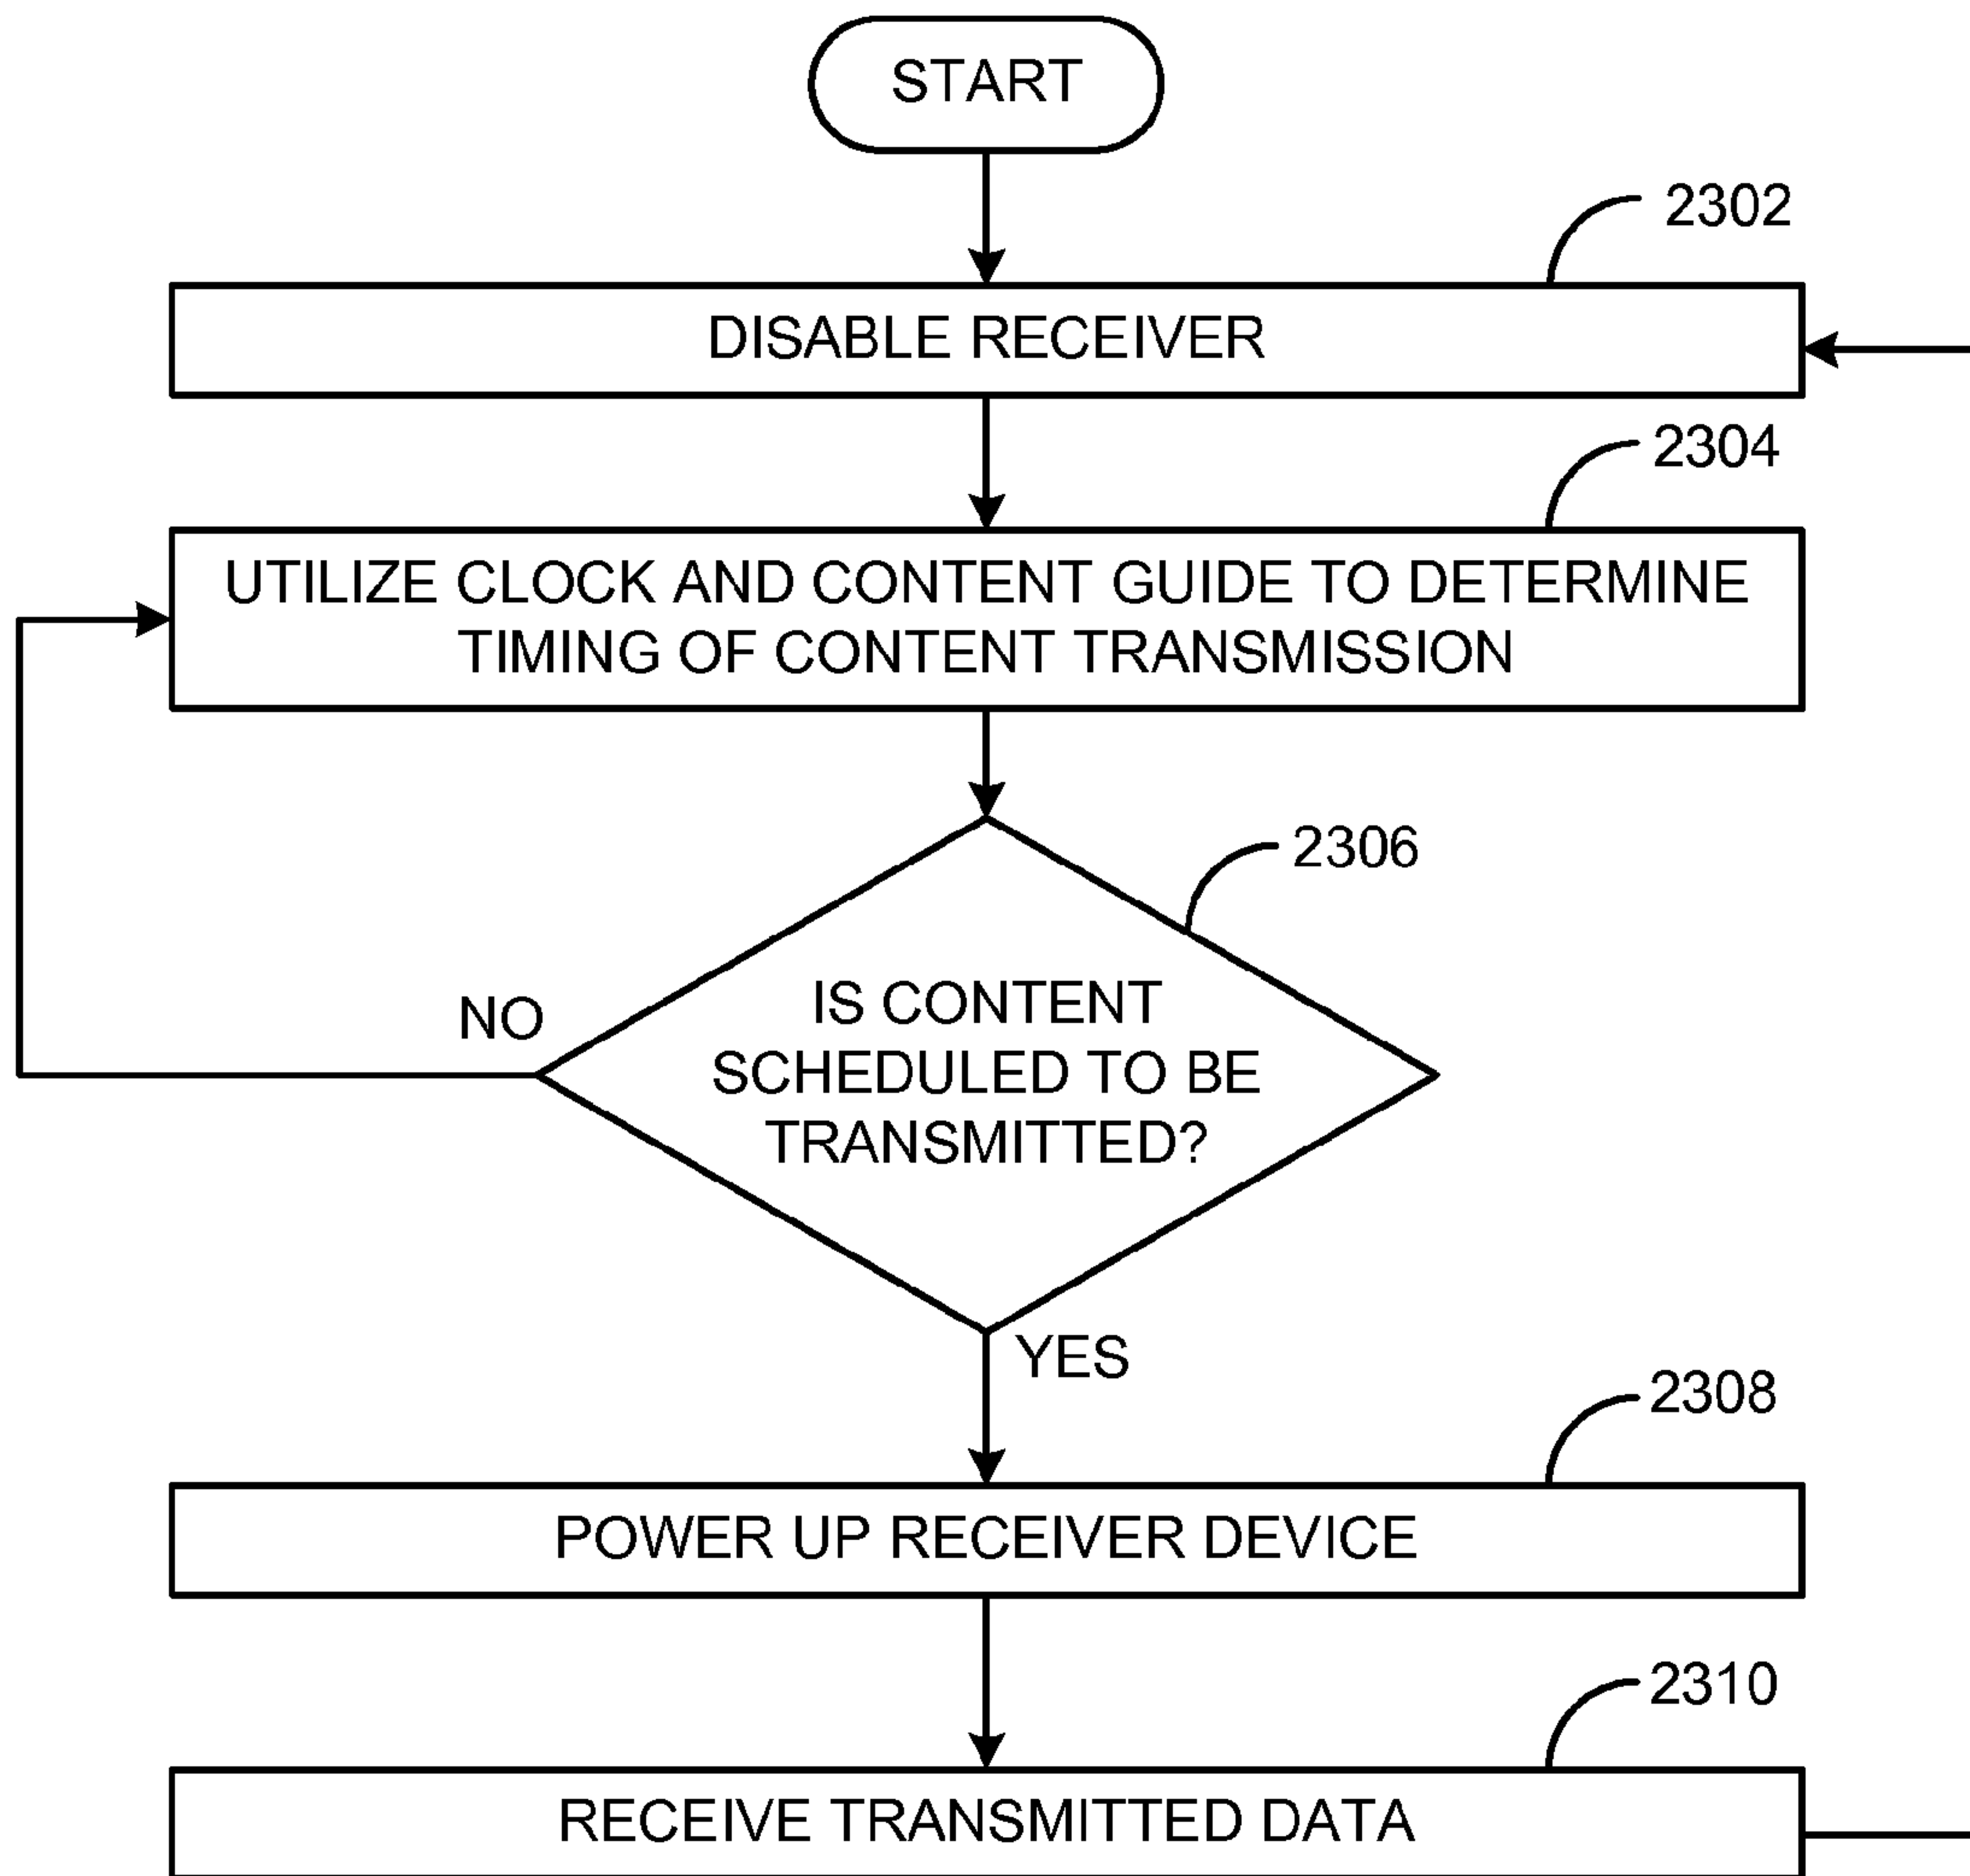 START
2302
DISABLE RECEIVER
2304
UTILIZE CLOCK AND CONTENT GUIDE TO DETERMINE
TIMING OF CONTENT TRANSMISSION
2306
IS CONTENT
SCHEDULED TO BE
TRANSMITTED?
NO
YES
2308
POWER UP RECEIVER DEVICE
2310
RECEIVE TRANSMITTED DATA